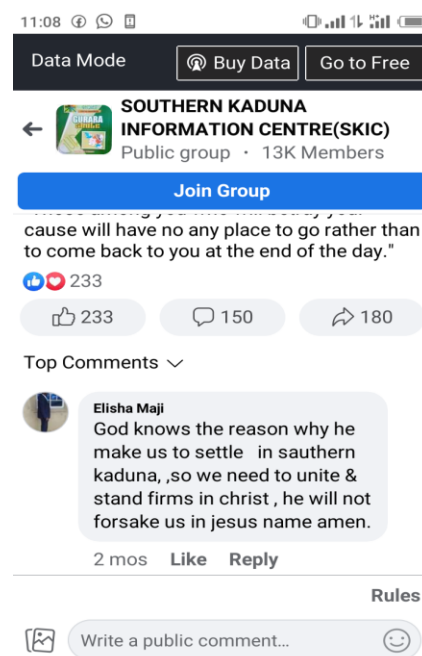 11:08
Data Mode
Buy Data
Go to Free
GURARA
SOUTHERN KADUNA
INFORMATION CENTRE(SKIC)
Public group · 13K Members
Join Group
cause will have no any place to go rather than
to come back to you at the end of the day."
233
233
150
180
Top Comments
Elisha Maji
God knows the reason why he
make us to settle in sauthern
kaduna, ,so we need to unite &
stand firms in christ , he will not
forsake us in jesus name amen.
2 mos Like Reply
Rules
Write a public comment...